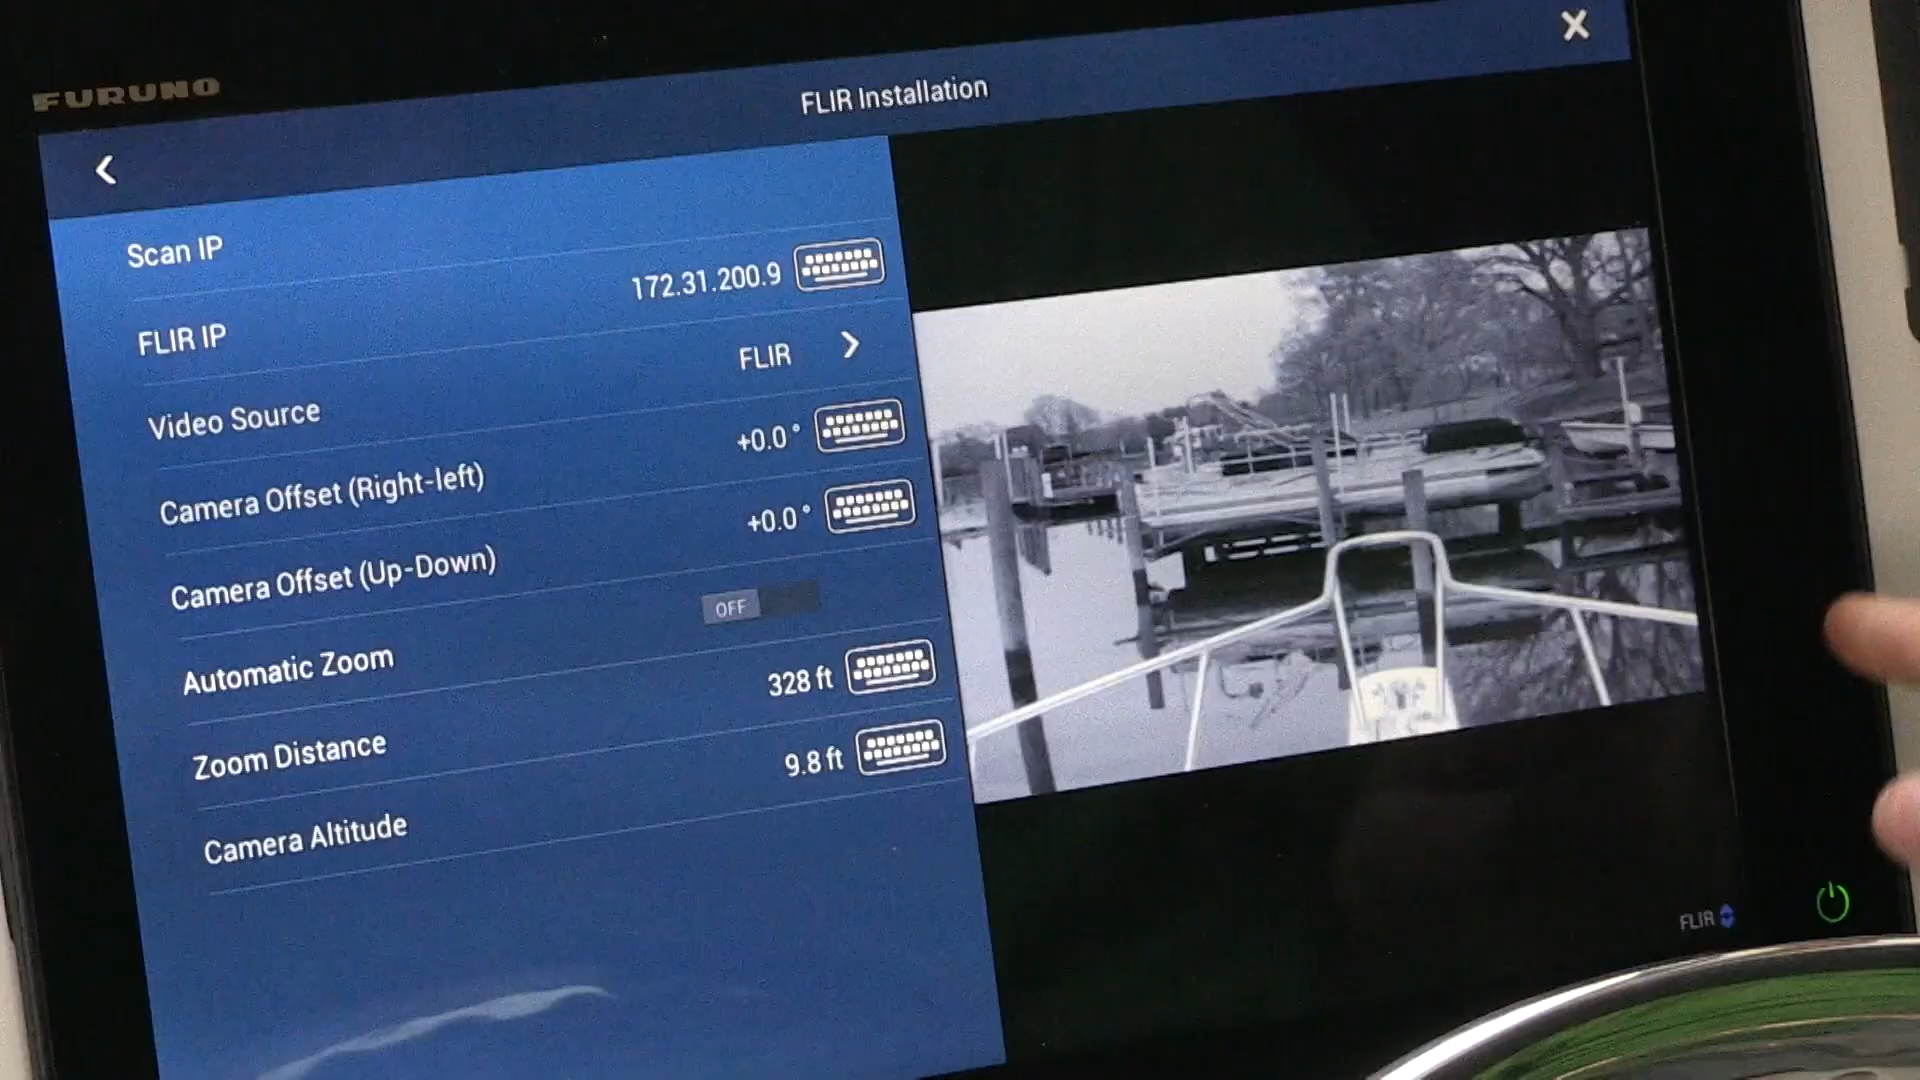 FURUNO
FLIR Installation
Scan IP
FLIR IP 172.31.200.9
Video Source FLIR
Camera Offset (Right-left) +0.0°
Camera Offset (Up-Down) +0.0°
Automatic Zoom OFF
Zoom Distance 328 ft
Camera Altitude 9.8 ft
FLIR